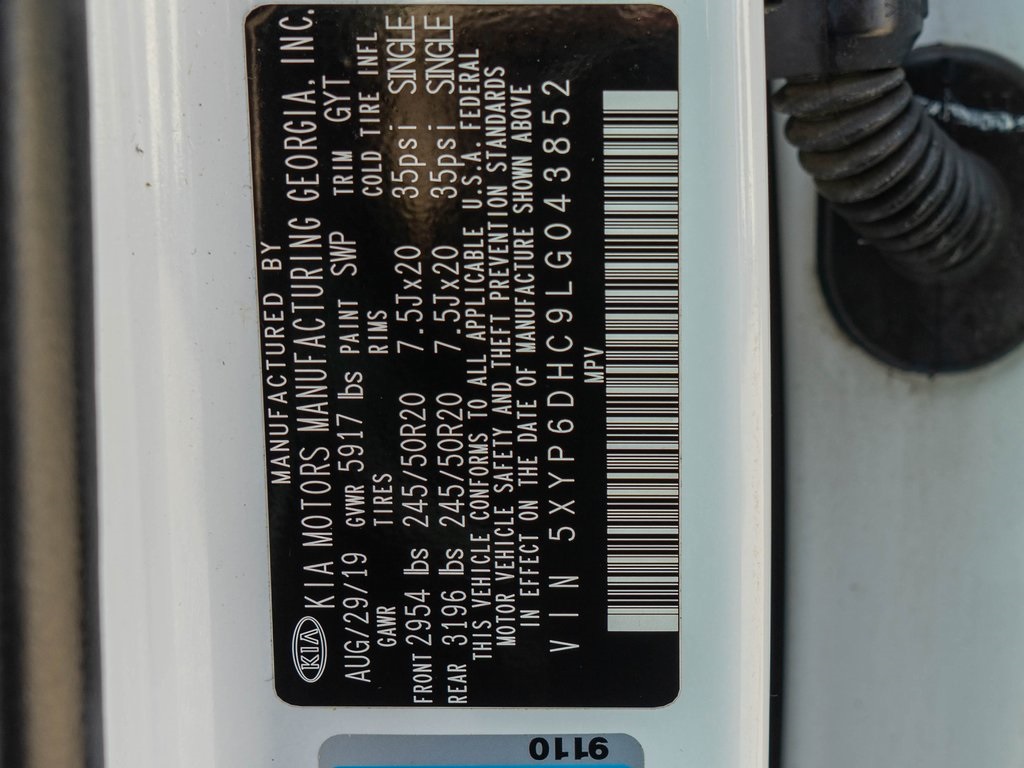 MANUFACTURED BY
KIA KIA MOTORS MANUFACTURING GEORGIA, INC.
AUG/29/19 GVWR 5917 lbs PAINT SWP TRIM GYT
GAWR TIRES RIMS COLD TIRE INFL
FRONT 2954 lbs 245/50R20 7.5Jx20 35psi SINGLE
REAR 3196 lbs 245/50R20 7.5Jx20 35psi SINGLE
THIS VEHICLE CONFORMS TO ALL APPLICABLE U.S.A. FEDERAL
MOTOR VEHICLE SAFETY AND THEFT PREVENTION STANDARDS
IN EFFECT ON THE DATE OF MANUFACTURE SHOWN ABOVE
VIN 5XYP6DHC9LG043852
MPV
9110